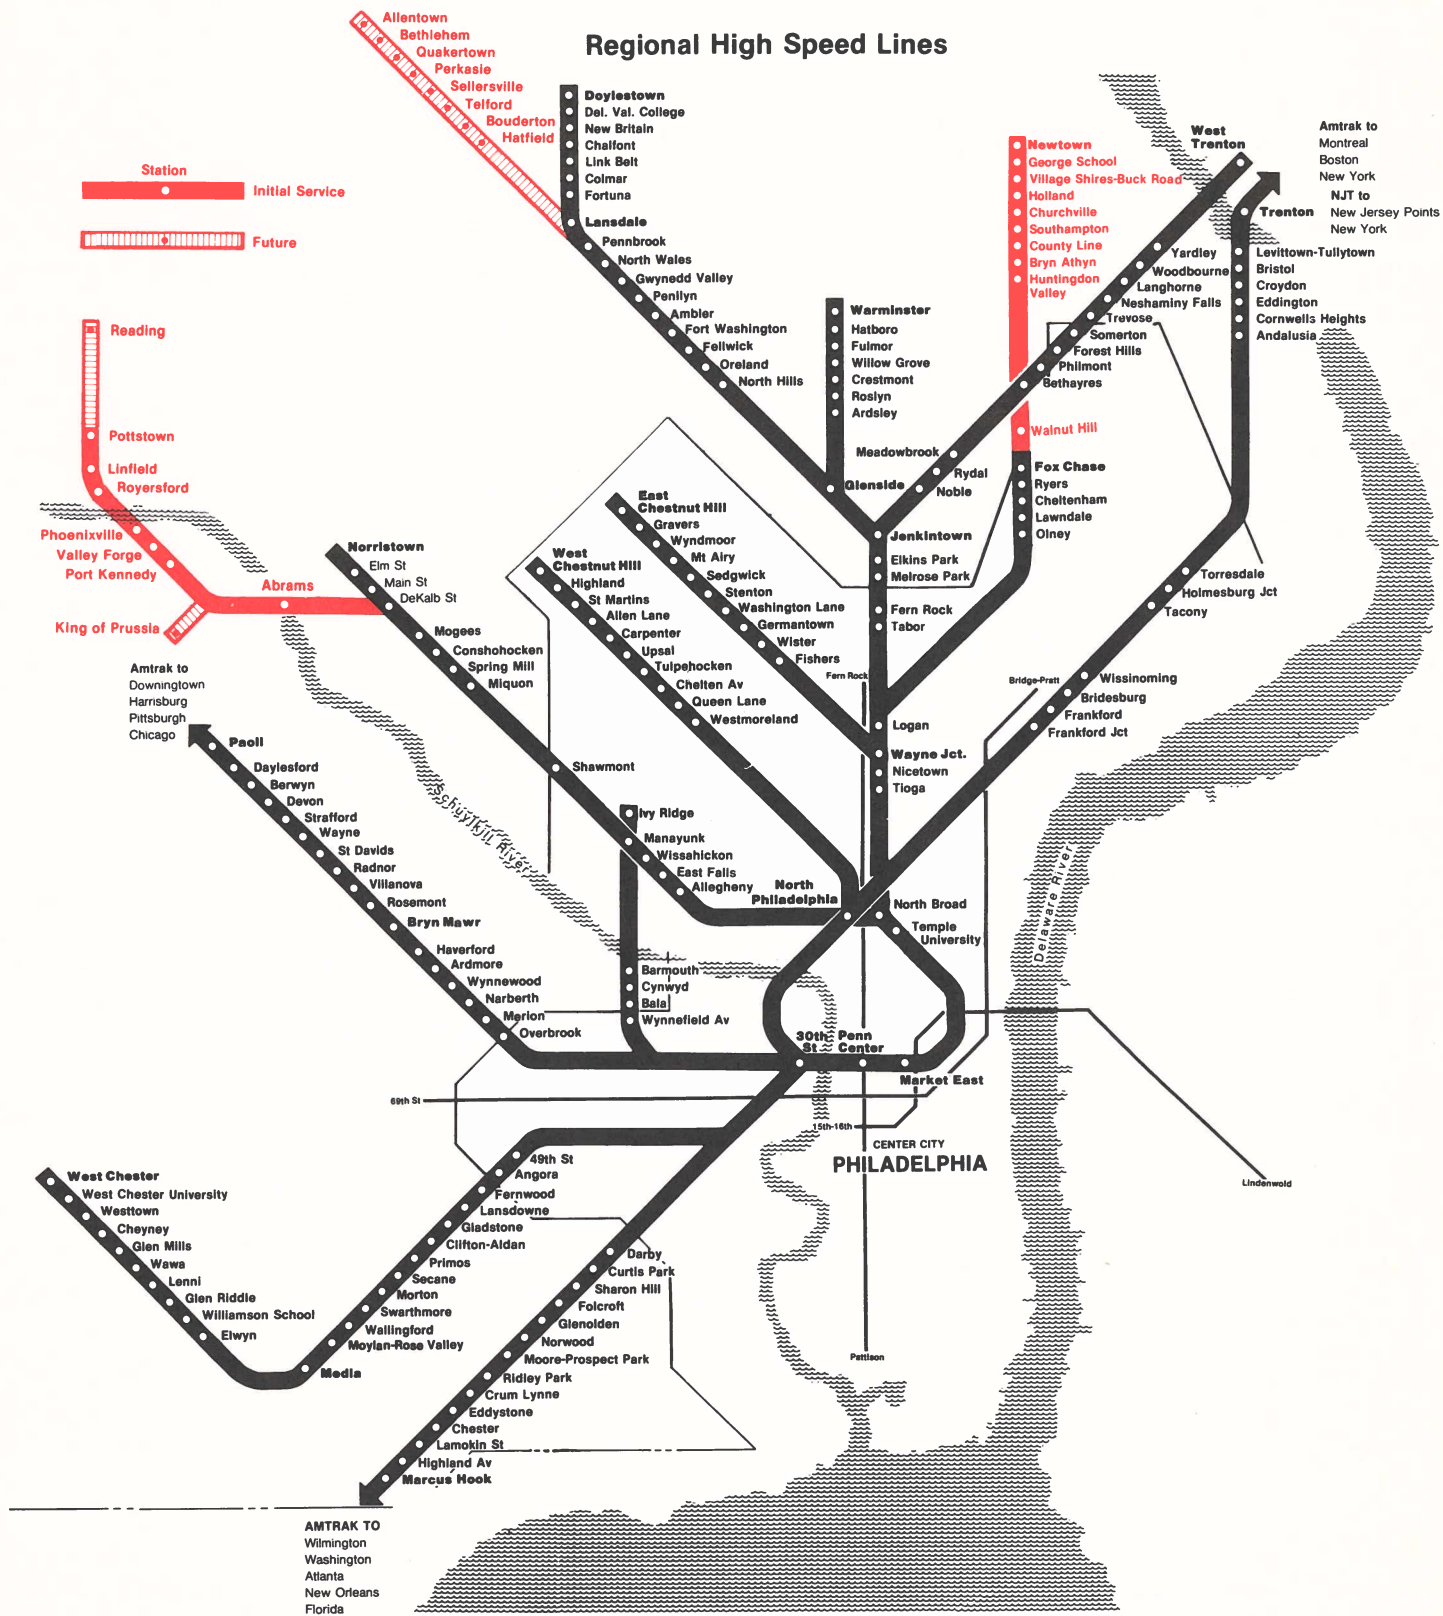 Regional High Speed Lines
Allentown
Bethlehem
Quakertown
Perkasie
Sellersville
Telford
Bouderton
Hatfield
Doylestown
Del. Val. College
New Britain
Chalfont
Link Belt
Colmar
Fortuna
Lansdale
Pennbrook
North Wales
Gwynedd Valley
Penllyn
Ambler
Fort Washington
Fellwick
Oreland
North Hills
Station
Initial Service
Future
Reading
Pottstown
Linfield
Royersford
Phoenixville
Valley Forge
Port Kennedy
Abrams
King of Prussia
Warminster
Hatboro
Fulmor
Willow Grove
Crestmont
Roslyn
Ardsley
Glenside
Newtown
George School
Village Shires-Buck Road
Holland
Churchville
Southampton
County Line
Bryn Athyn
Huntingdon
Valley
Walnut Hill
Fox Chase
Ryers
Cheltenham
Lawndale
Olney
West
Trenton
Yardley
Woodbourne
Langhorne
Neshaminy Falls
Trevose
Somerton
Forest Hills
Philmont
Bethayres
Meadowbrook
Rydal
Noble
Jenkintown
Elkins Park
Melrose Park
Fern Rock
Tabor
Logan
Wayne Jct.
Nicetown
Tioga
North Broad
Temple
University
Amtrak to
Montreal
Boston
New York
NJT to
New Jersey Points
New York
Trenton
Levittown-Tullytown
Bristol
Croydon
Eddington
Cornwells Heights
Andalusia
Torresdale
Holmesburg Jct
Tacony
Wissinoming
Bridesburg
Frankford
Frankford Jct
Bridge-Pratt
Fern Rock
East
Chestnut Hill
Gravers
Wyndmoor
Mt Airy
Sedgwick
Stenton
Washington Lane
Germantown
Wister
Fishers
West
Chestnut Hill
Highland
St Martins
Allen Lane
Carpenter
Upsal
Tulpehocken
Chelten Av
Queen Lane
Westmoreland
North
Philadelphia
Norristown
Elm St
Main St
DeKalb St
Mogees
Conshohocken
Spring Mill
Miquon
Shawmont
Manayunk
Wissahickon
East Falls
Allegheny
Ivy Ridge
Barmouth
Cynwyd
Bala
Wynnefield Av
Amtrak to
Downingtown
Harrisburg
Pittsburgh
Chicago
Paoli
Daylesford
Berwyn
Devon
Strafford
Wayne
St Davids
Radnor
Villanova
Rosemont
Bryn Mawr
Haverford
Ardmore
Wynnewood
Narberth
Merion
Overbrook
Schuylkill River
Delaware River
30th
St
Penn
Center
Market East
69th St
15th-16th
CENTER CITY
PHILADELPHIA
Lindenwold
Pattison
49th St
Angora
Fernwood
Lansdowne
Gladstone
Clifton-Aldan
Primos
Secane
Morton
Swarthmore
Wallingford
Moylan-Rose Valley
Media
West Chester
West Chester University
Westtown
Cheyney
Glen Mills
Wawa
Lenni
Glen Riddle
Williamson School
Elwyn
Darby
Curtis Park
Sharon Hill
Folcroft
Glenolden
Norwood
Moore-Prospect Park
Ridley Park
Crum Lynne
Eddystone
Chester
Lamokin St
Highland Av
Marcus Hook
AMTRAK TO
Wilmington
Washington
Atlanta
New Orleans
Florida